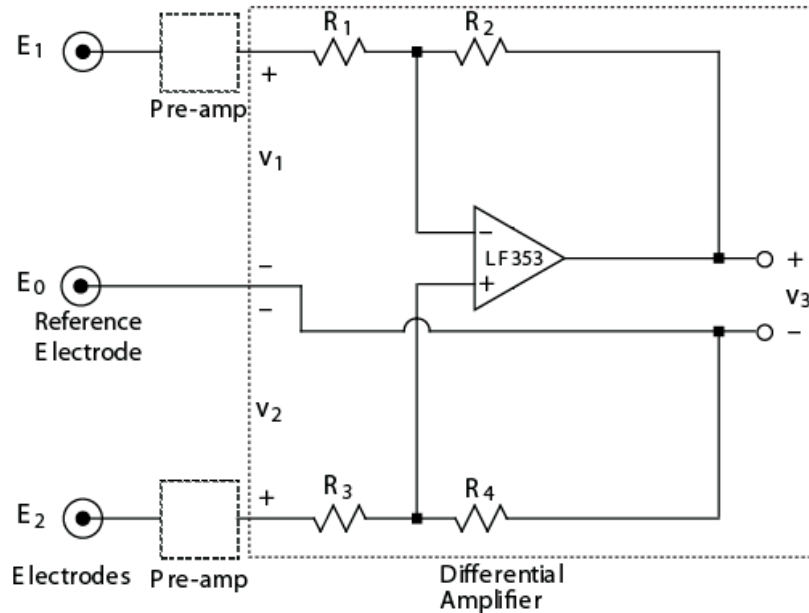 E1
R1
R2
+
Pre-amp
v1
−
LF353
+
−
E0
Reference
Electrode
−
+
v3
−
v2
E2
+
R3
R4
Electrodes
Pre-amp
Differential
Amplifier